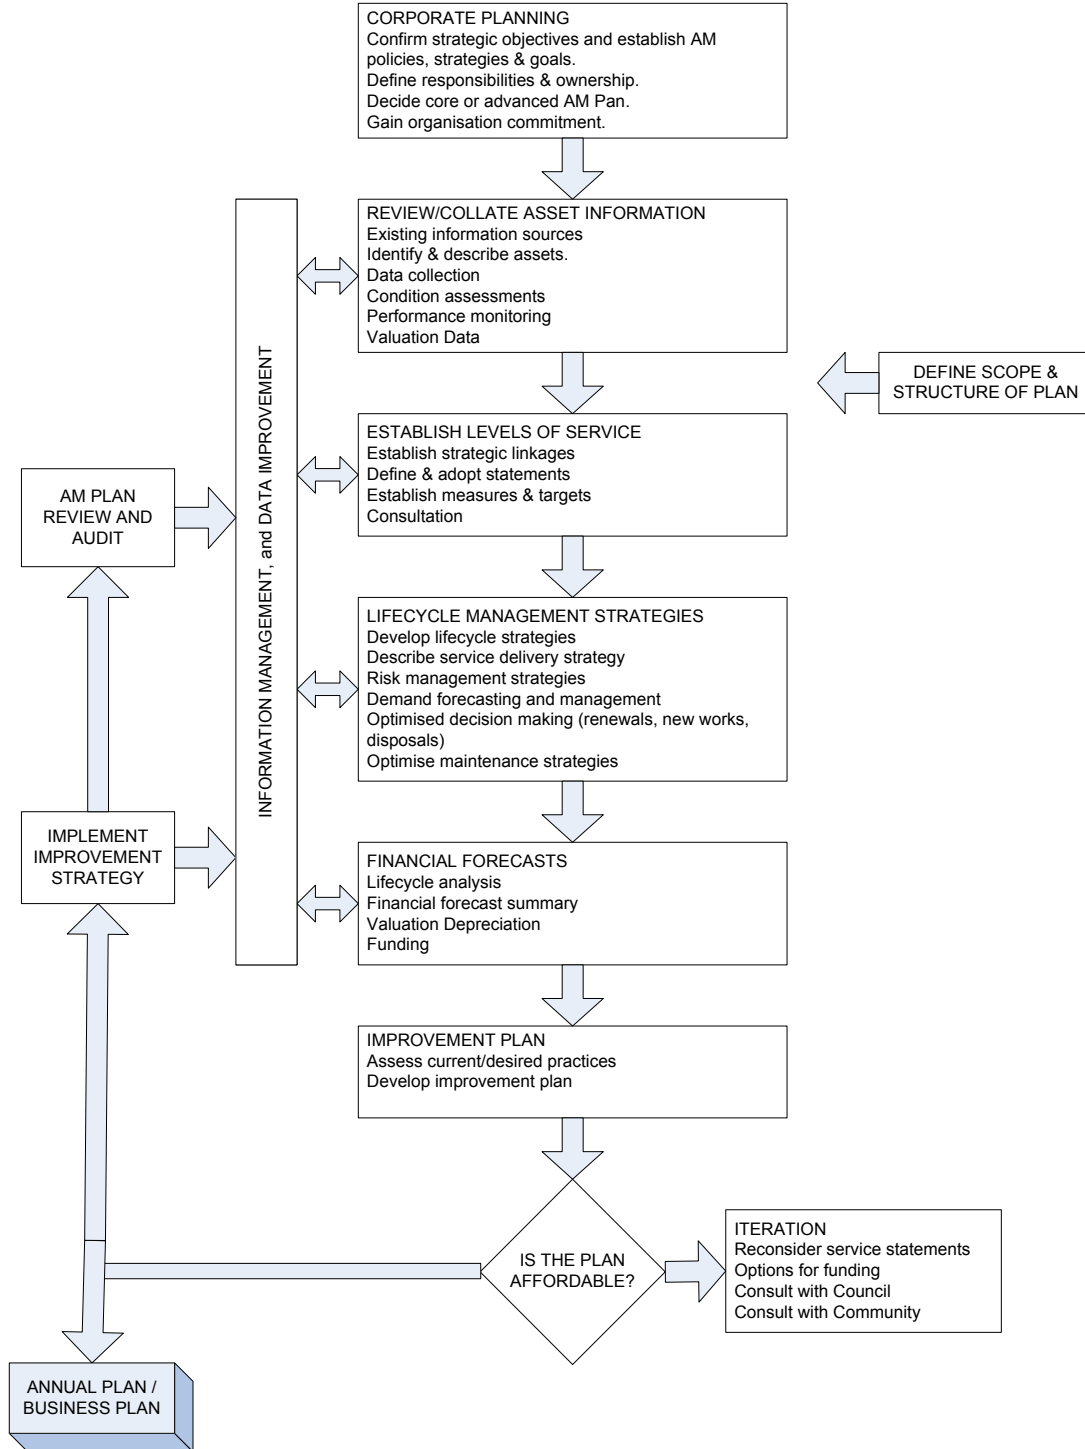 CORPORATE PLANNING
Confirm strategic objectives and establish AM
policies, strategies & goals.
Define responsibilities & ownership.
Decide core or advanced AM Pan.
Gain organisation commitment.
REVIEW/COLLATE ASSET INFORMATION
Existing information sources
Identify & describe assets.
Data collection
Condition assessments
Performance monitoring
Valuation Data
DEFINE SCOPE &
STRUCTURE OF PLAN
INFORMATION MANAGEMENT, and DATA IMPROVEMENT
ESTABLISH LEVELS OF SERVICE
Establish strategic linkages
Define & adopt statements
Establish measures & targets
Consultation
AM PLAN
REVIEW AND
AUDIT
LIFECYCLE MANAGEMENT STRATEGIES
Develop lifecycle strategies
Describe service delivery strategy
Risk management strategies
Demand forecasting and management
Optimised decision making (renewals, new works,
disposals)
Optimise maintenance strategies
IMPLEMENT
IMPROVEMENT
STRATEGY
FINANCIAL FORECASTS
Lifecycle analysis
Financial forecast summary
Valuation Depreciation
Funding
IMPROVEMENT PLAN
Assess current/desired practices
Develop improvement plan
IS THE PLAN
AFFORDABLE?
ITERATION
Reconsider service statements
Options for funding
Consult with Council
Consult with Community
ANNUAL PLAN /
BUSINESS PLAN